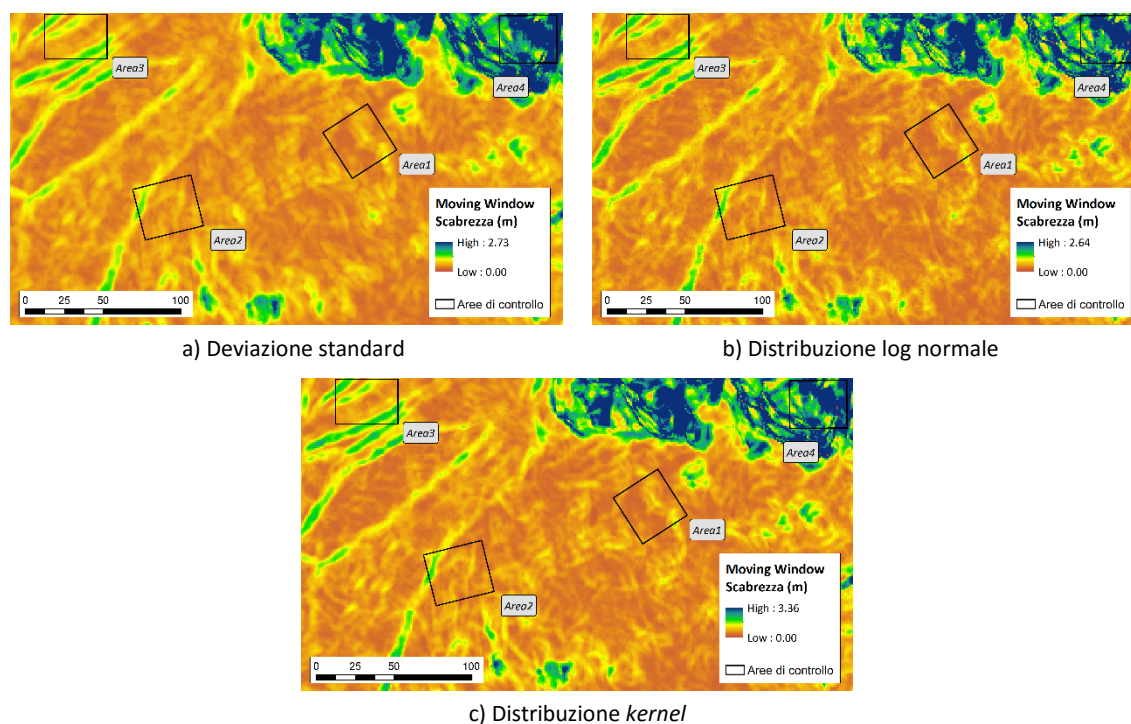 Area3
Area4
Area1
Area2
Moving Window
Scabrezza (m)
High : 2.73
Low : 0.00
Aree di controllo
0 25 50 100
a) Deviazione standard
Area3
Area4
Area1
Area2
Moving Window
Scabrezza (m)
High : 2.64
Low : 0.00
Aree di controllo
0 25 50 100
b) Distribuzione log normale
Area3
Area4
Area1
Area2
Moving Window
Scabrezza (m)
High : 3.36
Low : 0.00
Aree di controllo
0 25 50 100
c) Distribuzione kernel